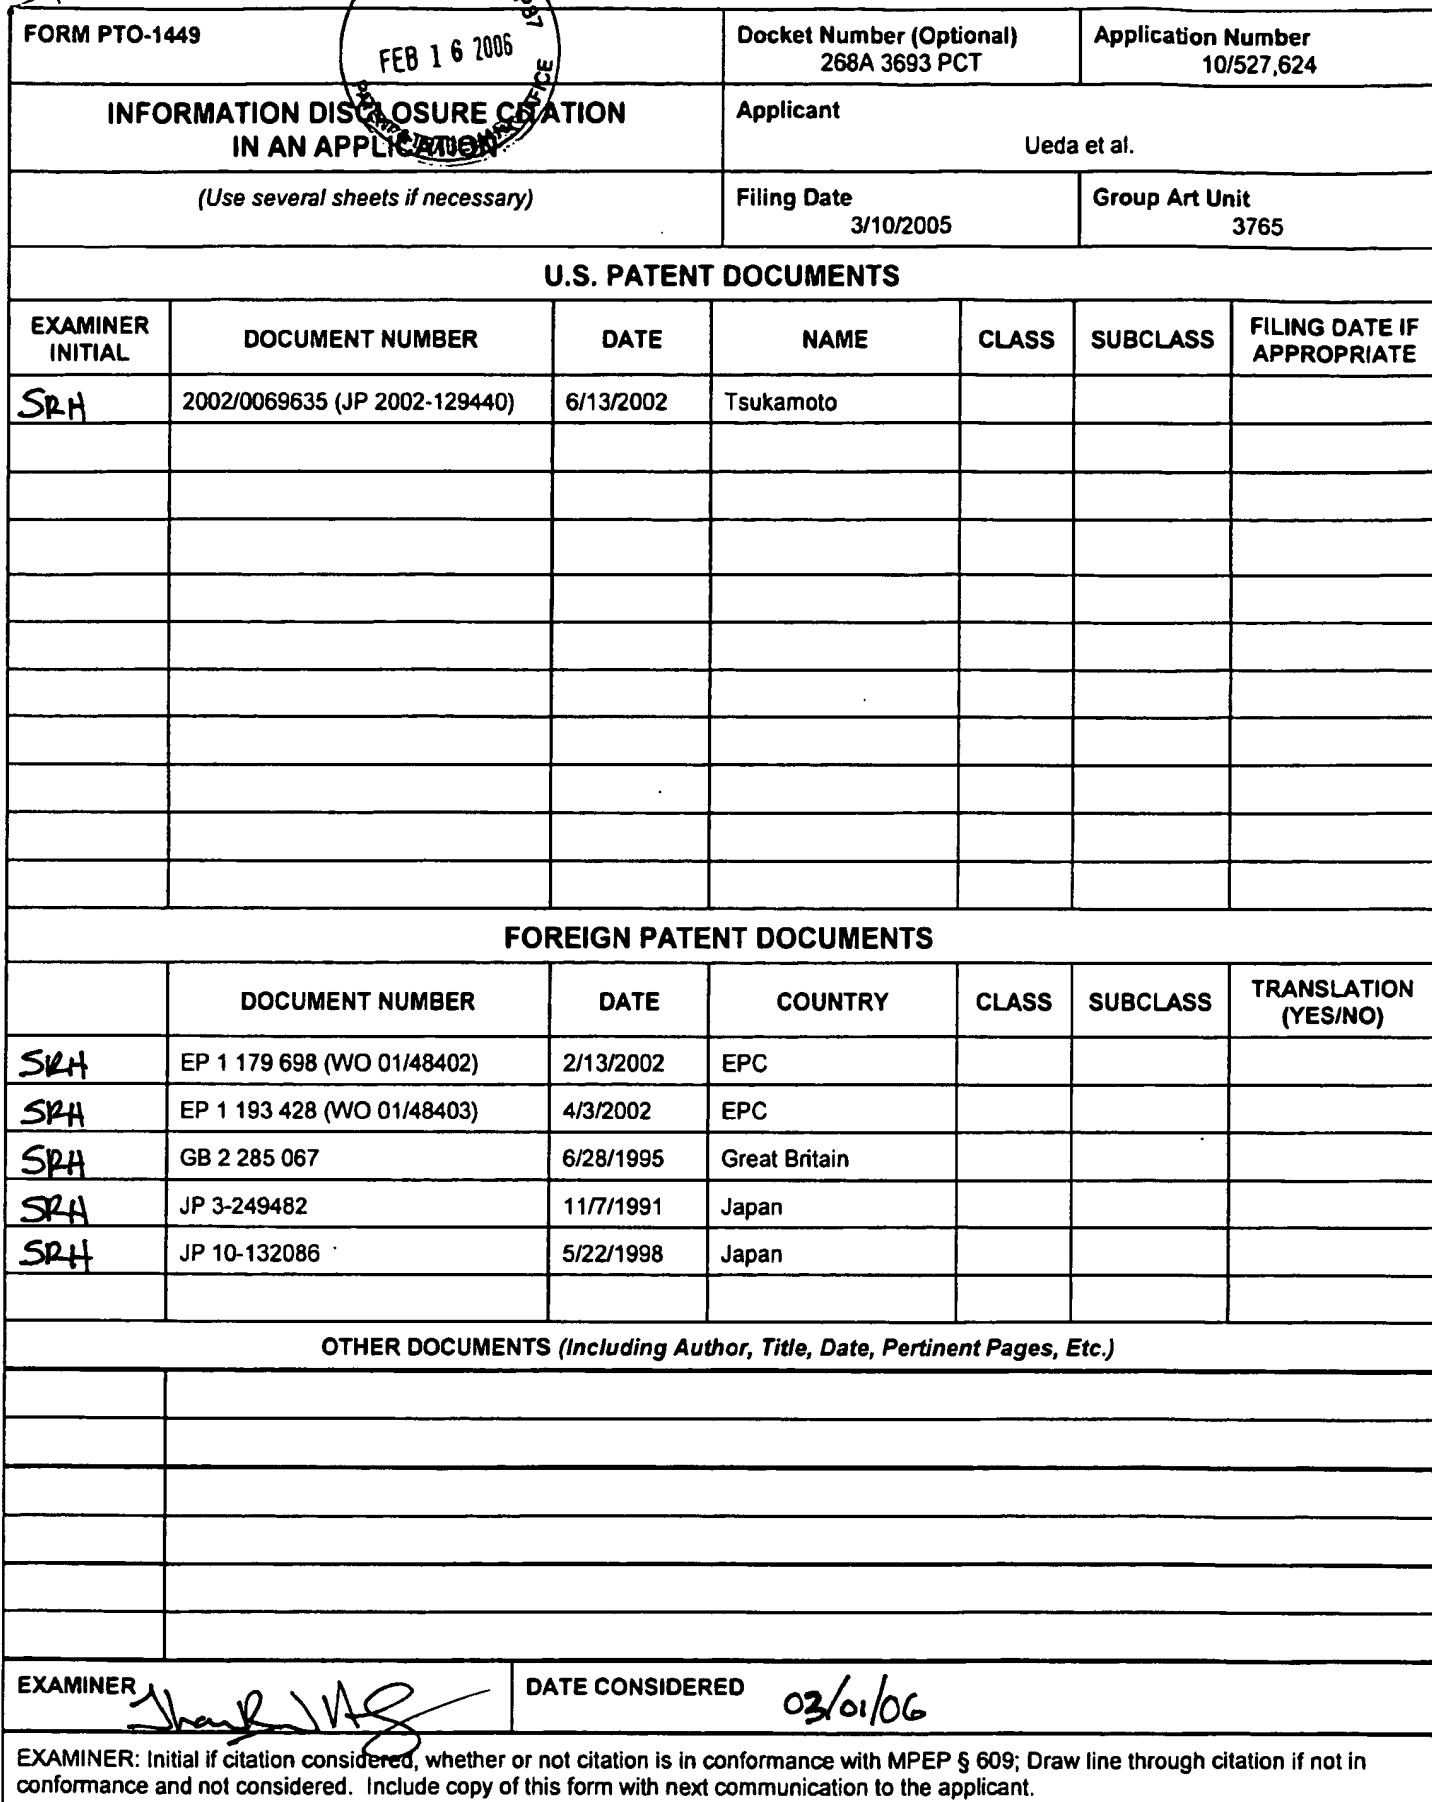 FORM PTO-1449
FEB 16 2006
Docket Number (Optional)
268A 3693 PCT
Application Number
10/527,624
INFORMATION DISCLOSURE CITATION
IN AN APPLICATION
Applicant
Ueda et al.
(Use several sheets if necessary)
Filing Date
3/10/2005
Group Art Unit
3765
U.S. PATENT DOCUMENTS
EXAMINER INITIAL DOCUMENT NUMBER DATE NAME CLASS SUBCLASS FILING DATE IF APPROPRIATE
SRH 2002/0069635 (JP 2002-129440) 6/13/2002 Tsukamoto
FOREIGN PATENT DOCUMENTS
DOCUMENT NUMBER DATE COUNTRY CLASS SUBCLASS TRANSLATION (YES/NO)
SRH EP 1 179 698 (WO 01/48402) 2/13/2002 EPC
SRH EP 1 193 428 (WO 01/48403) 4/3/2002 EPC
SRH GB 2 285 067 6/28/1995 Great Britain
SRH JP 3-249482 11/7/1991 Japan
SRH JP 10-132086 5/22/1998 Japan
OTHER DOCUMENTS (Including Author, Title, Date, Pertinent Pages, Etc.)
EXAMINER
DATE CONSIDERED 03/01/06
EXAMINER: Initial if citation considered, whether or not citation is in conformance with MPEP § 609; Draw line through citation if not in
conformance and not considered. Include copy of this form with next communication to the applicant.